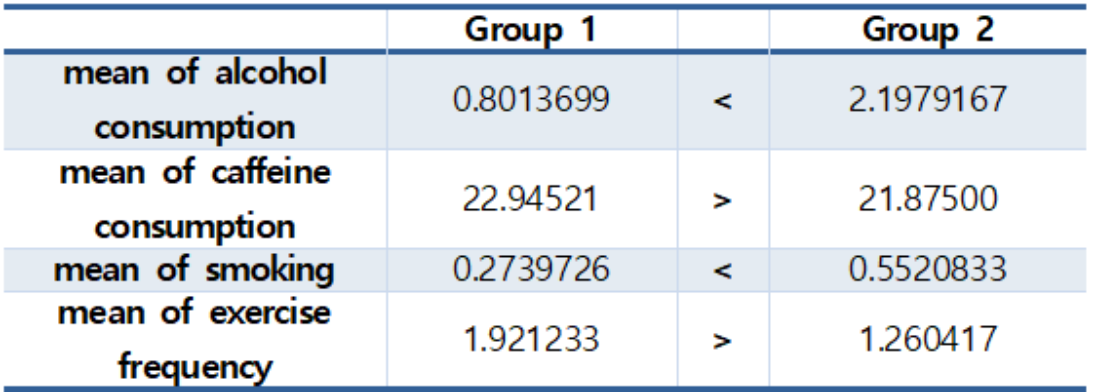 Group 1 Group 2
mean of alcohol
consumption
0.8013699 < 2.1979167
mean of caffeine
consumption
22.94521 > 21.87500
mean of smoking 0.2739726 < 0.5520833
mean of exercise
frequency
1.921233 > 1.260417